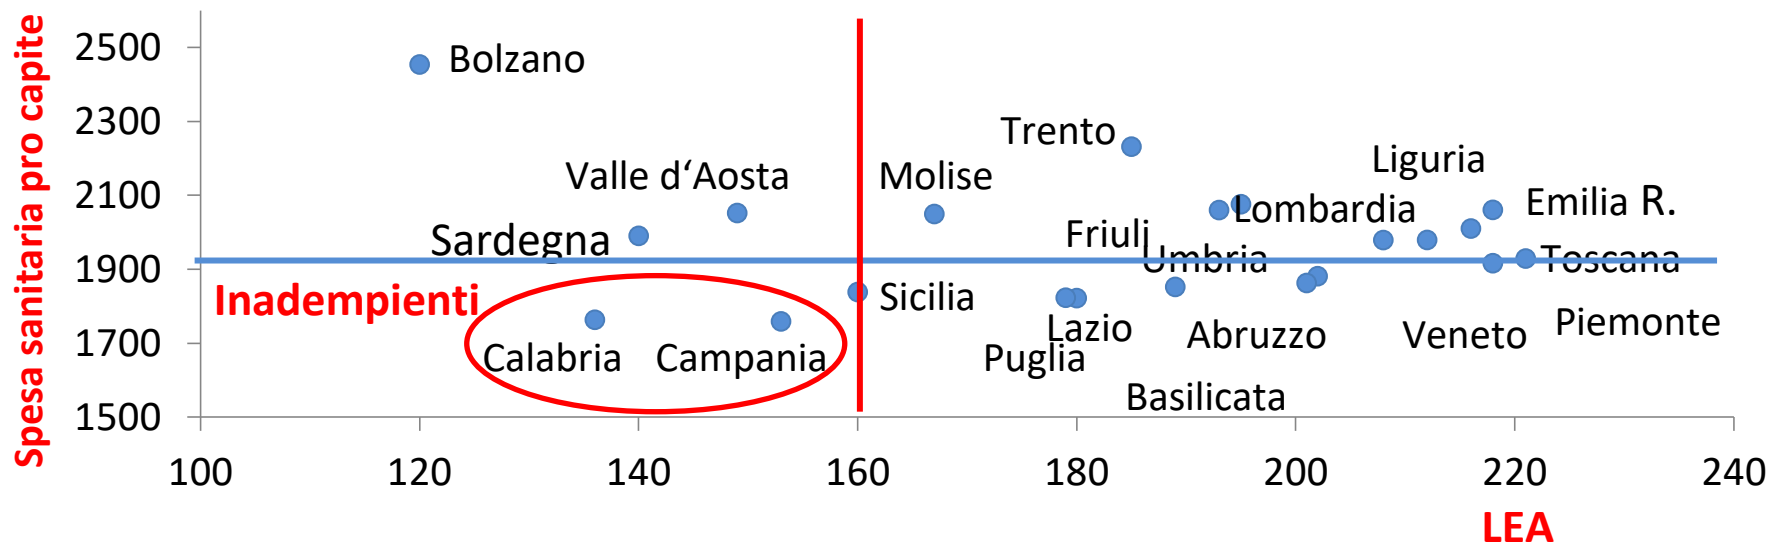 Spesa sanitaria pro capite
2500
2300
2100
1900
1700
1500
Bolzano
Trento
Liguria
Valle d‘Aosta
Molise
Emilia R.
Lombardia
Friuli
Sardegna
Umbria
Toscana
Inadempienti
Sicilia
Piemonte
Lazio
Abruzzo
Veneto
Calabria
Campania
Puglia
Basilicata
100 120 140 160 180 200 220 240
LEA